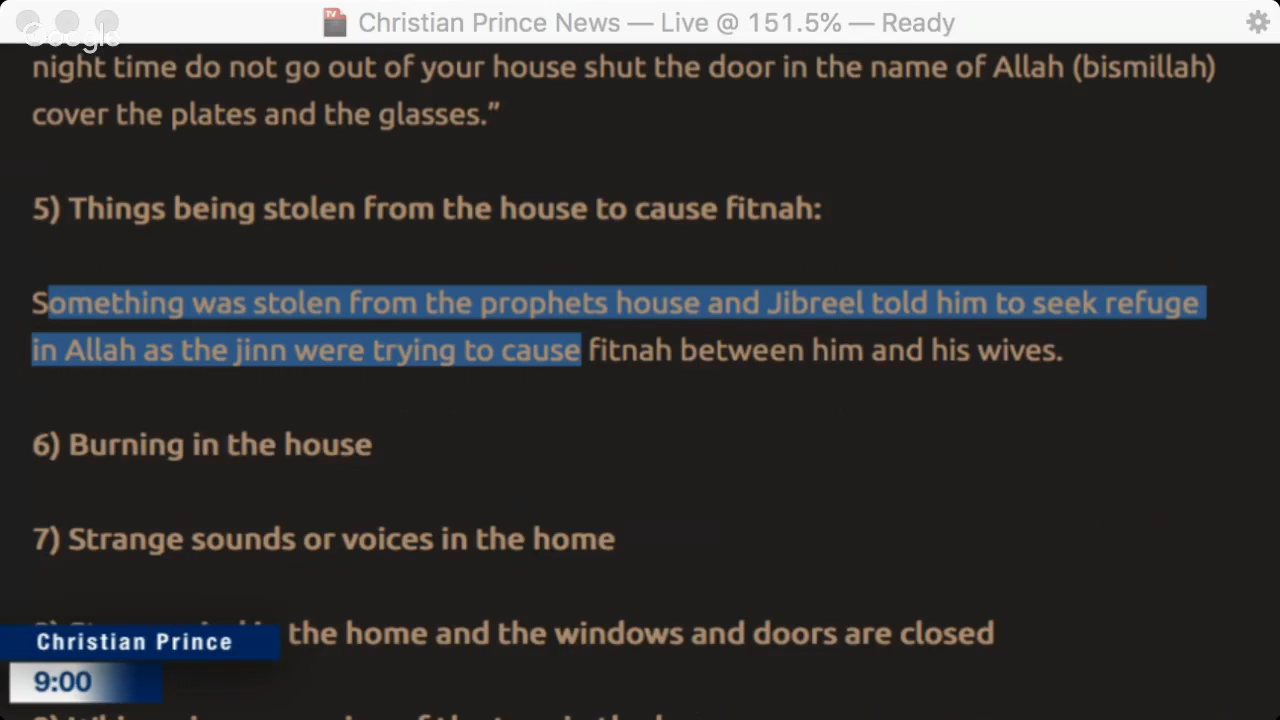 Christian Prince News — Live @ 151.5% — Ready
Google
night time do not go out of your house shut the door in the name of Allah (bismillah)
cover the plates and the glasses.”
5) Things being stolen from the house to cause fitnah:
Something was stolen from the prophets house and Jibreel told him to seek refuge
in Allah as the jinn were trying to cause fitnah between him and his wives.
6) Burning in the house
7) Strange sounds or voices in the home
the home and the windows and doors are closed
Christian Prince
9:00